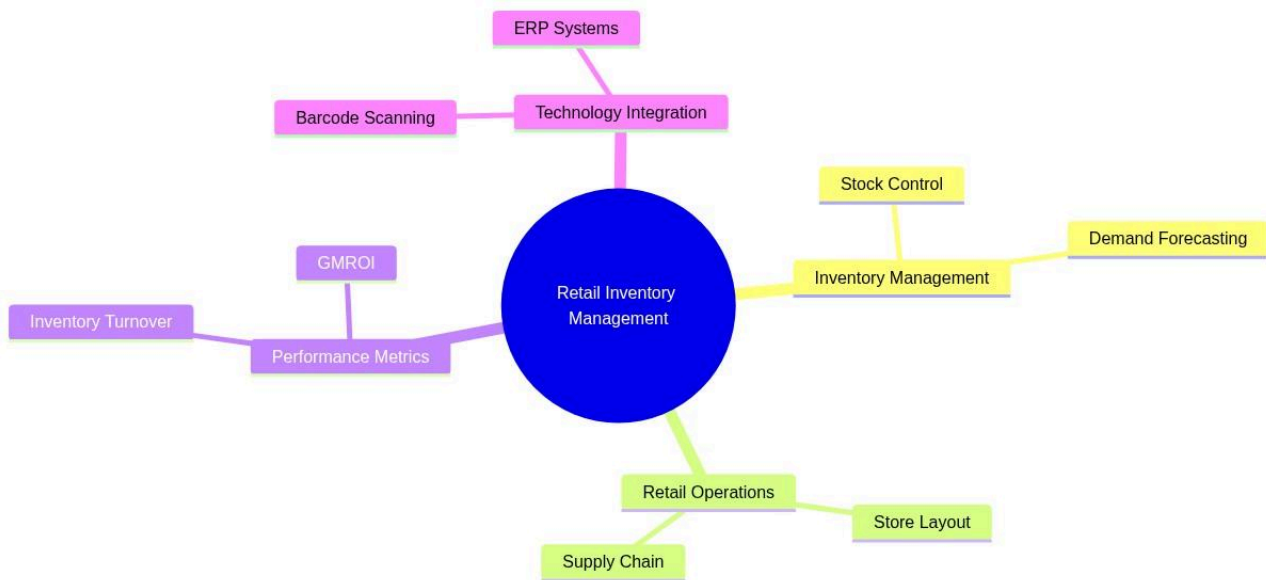 ERP Systems
Barcode Scanning
Technology Integration
Stock Control
Demand Forecasting
Inventory Management
GMROI
Inventory Turnover
Performance Metrics
Retail Inventory
Management
Retail Operations
Store Layout
Supply Chain